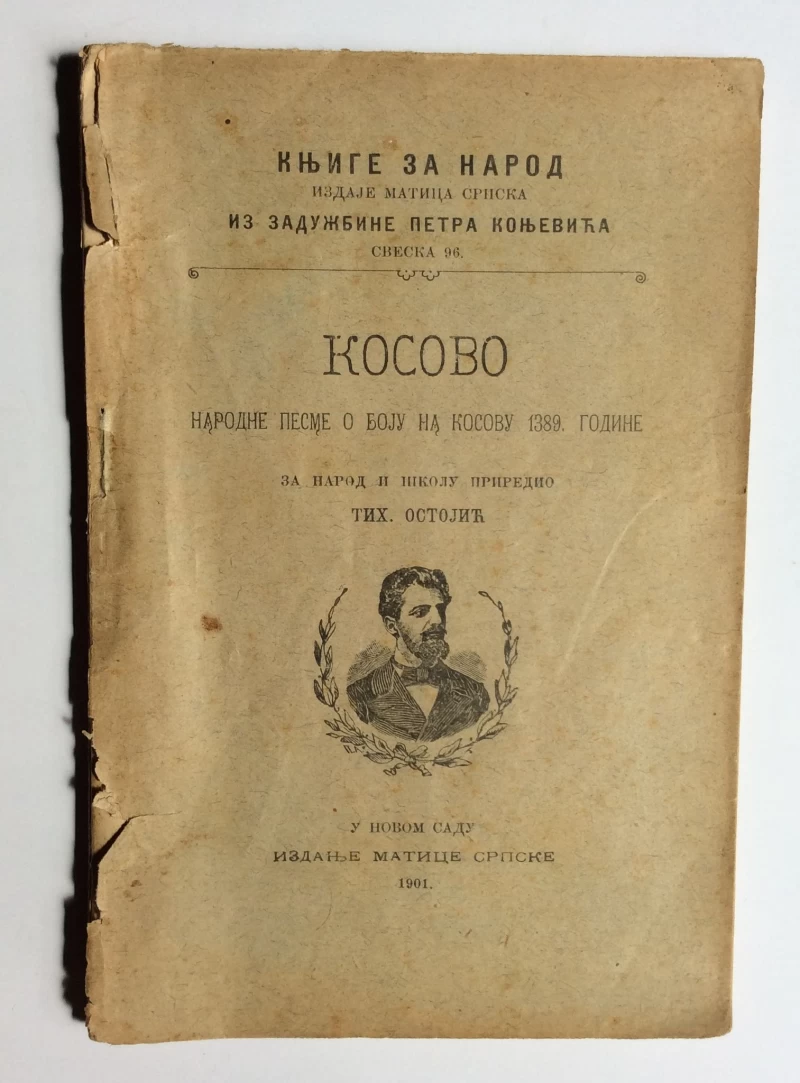 КЊИГЕ ЗА НАРОД
ИЗДАЈЕ МАТИЦА СРПСКА
ИЗ ЗАДУЖБИНЕ ПЕТРА КОЊЕВИЋА
СВЕСКА 96.
КОСОВО
НАРОДНЕ ПЕСМЕ О БОЈУ НА КОСОВУ 1389. ГОДИНЕ
ЗА НАРОД И ШКОЛУ ПРИРЕДИО
ТИХ. ОСТОЈИЋ
У НОВОМ САДУ
ИЗДАЊЕ МАТИЦЕ СРПСКЕ
1901.